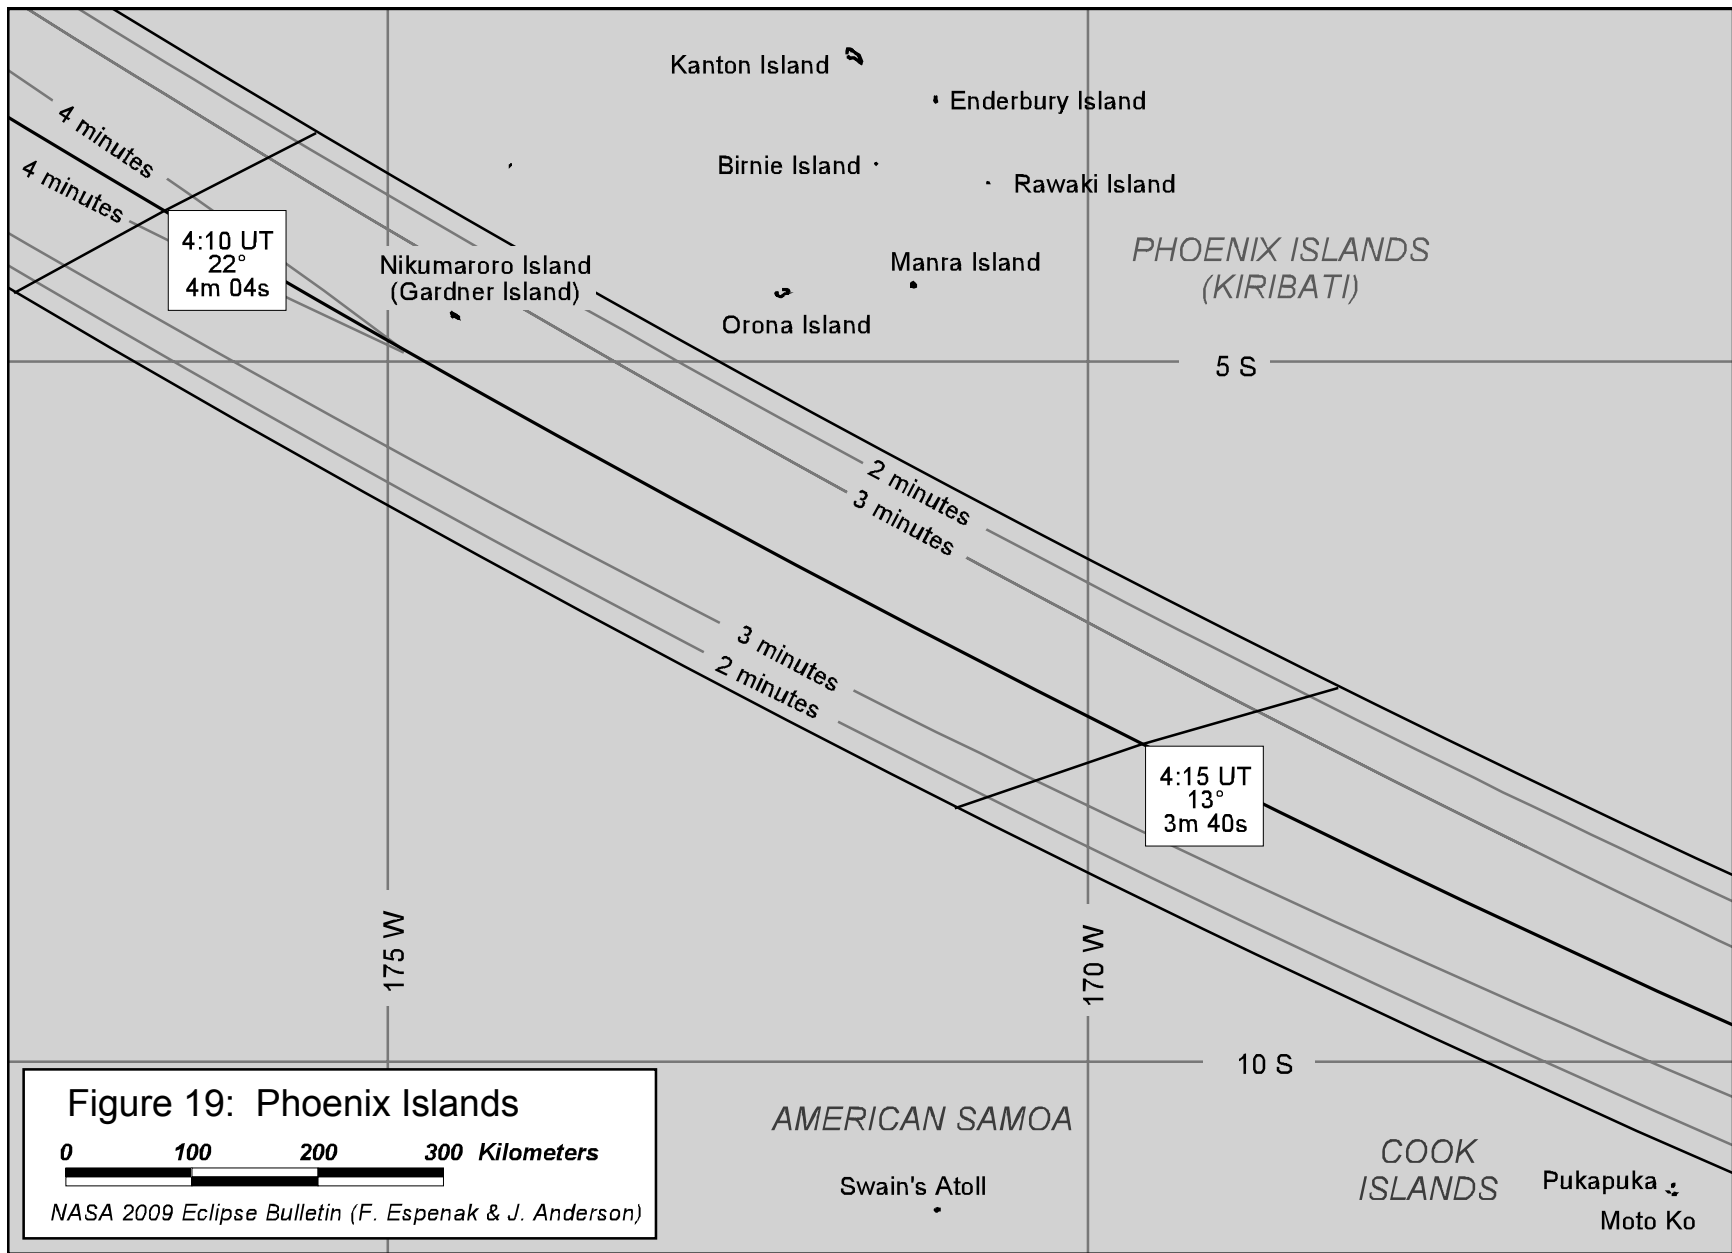 Kanton Island
Enderbury Island
4 minutes
Birnie Island
4 minutes
Rawaki Island
4:10 UT
22°
4m 04s
PHOENIX ISLANDS
(KIRIBATI)
Nikumaroro Island
(Gardner Island)
Manra Island
Orona Island
5 S
2 minutes
3 minutes
3 minutes
2 minutes
4:15 UT
13°
3m 40s
175 W
170 W
10 S
Figure 19: Phoenix Islands
0 100 200 300 Kilometers
NASA 2009 Eclipse Bulletin (F. Espenak & J. Anderson)
AMERICAN SAMOA
Swain's Atoll
COOK
ISLANDS
Pukapuka
Moto Ko